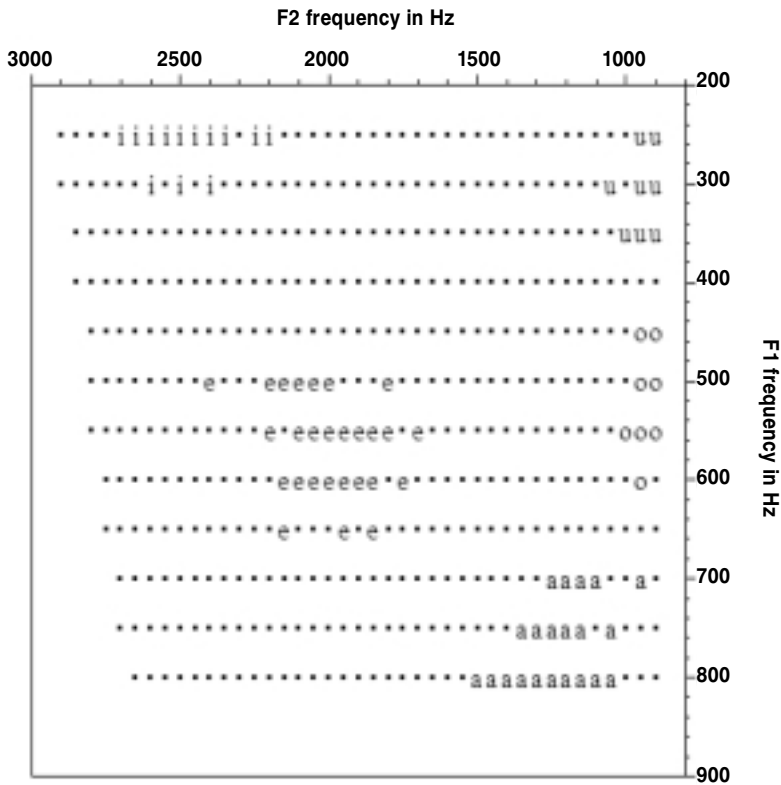 F2 frequency in Hz
3000 2500 2000 1500 1000
200
iiiiiiii ii uu
i i i u uu
300
uuu
400
oo
e eeeee e oo
500
e eeeeeee e ooo
eeeeeee e o
600
e e e
aaaa a
700
aaaaa a
aaaaaaaaaa
800
900
F1 frequency in Hz